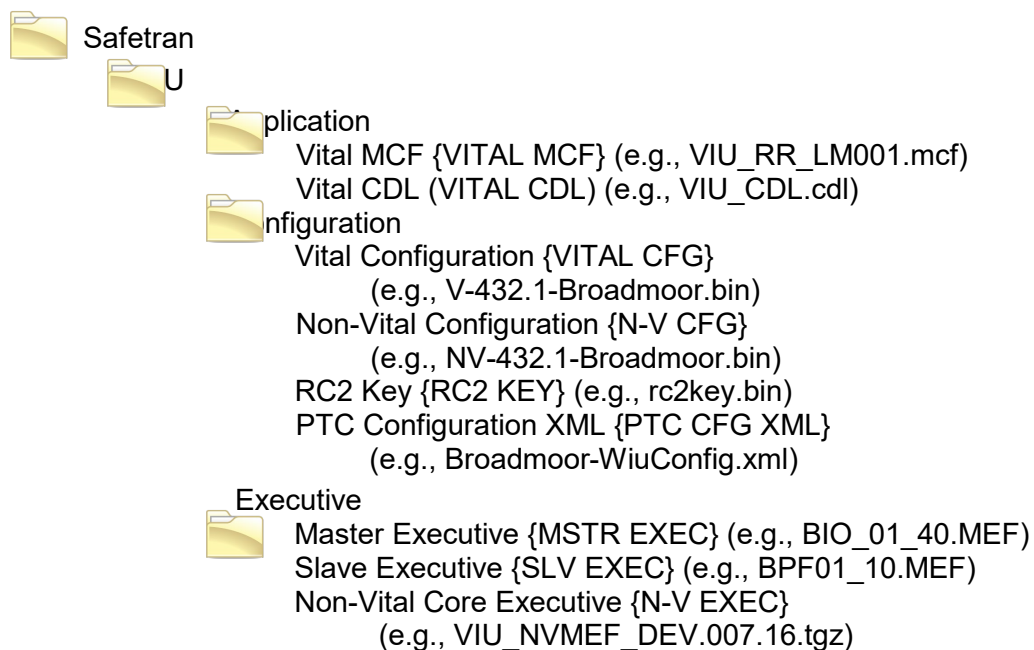 Safetran
U
plication
Vital MCF {VITAL MCF} (e.g., VIU_RR_LM001.mcf)
Vital CDL (VITAL CDL) (e.g., VIU_CDL.cdl)
nfiguration
Vital Configuration {VITAL CFG}
(e.g., V-432.1-Broadmoor.bin)
Non-Vital Configuration {N-V CFG}
(e.g., NV-432.1-Broadmoor.bin)
RC2 Key {RC2 KEY} (e.g., rc2key.bin)
PTC Configuration XML {PTC CFG XML}
(e.g., Broadmoor-WiuConfig.xml)
Executive
Master Executive {MSTR EXEC} (e.g., BIO_01_40.MEF)
Slave Executive {SLV EXEC} (e.g., BPF01_10.MEF)
Non-Vital Core Executive {N-V EXEC}
(e.g., VIU_NVMEF_DEV.007.16.tgz)